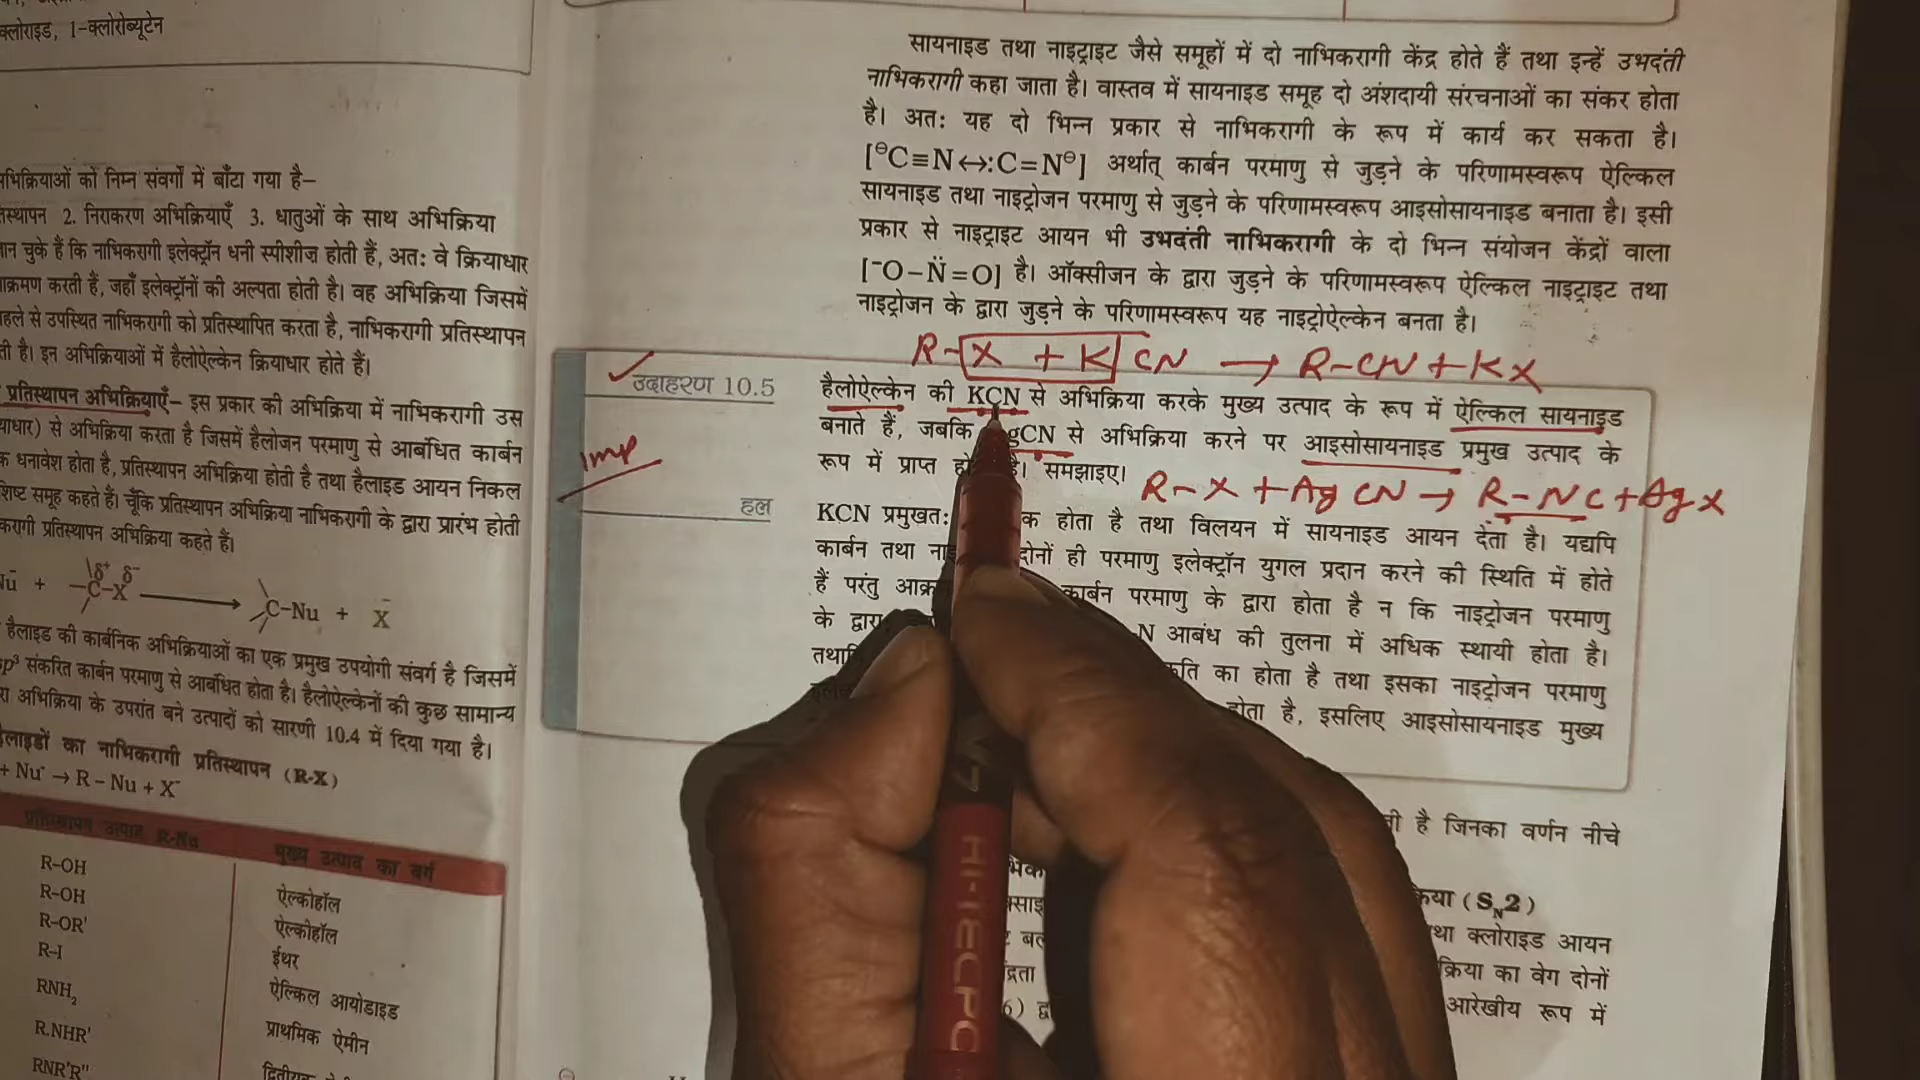 क्लोराइड, 1-क्लोरोब्यूटेन
भिक्रियाओं को निम्न संवर्गों में बाँटा गया है–
स्थापन 2. निराकरण अभिक्रियाएँ 3. धातुओं के साथ अभिक्रिया
ान चुके हैं कि नाभिकरागी इलेक्ट्रॉन धनी स्पीशीज़ होती हैं, अतः वे क्रियाधार
ाक्रमण करती हैं, जहाँ इलेक्ट्रॉनों की अल्पता होती है। वह अभिक्रिया जिसमें
हले से उपस्थित नाभिकरागी को प्रतिस्थापित करता है, नाभिकरागी प्रतिस्थापन
ती है। इन अभिक्रियाओं में हैलोऐल्केन क्रियाधार होते हैं।
प्रतिस्थापन अभिक्रियाएँ– इस प्रकार की अभिक्रिया में नाभिकरागी उस
याधार) से अभिक्रिया करता है जिसमें हैलोजन परमाणु से आबंधित कार्बन
क धनावेश होता है, प्रतिस्थापन अभिक्रिया होती है तथा हैलाइड आयन निकल
शिष्ट समूह कहते हैं। चूँकि प्रतिस्थापन अभिक्रिया नाभिकरागी के द्वारा प्रारंभ होती
करागी प्रतिस्थापन अभिक्रिया कहते हैं।
δ+ δ-
Nu + –C–X ⟶ C–Nu + X̄
हैलाइड की कार्बनिक अभिक्रियाओं का एक प्रमुख उपयोगी संवर्ग है जिसमें
sp³ संकरित कार्बन परमाणु से आबंधित होता है। हैलोऐल्केनों की कुछ सामान्य
रा अभिक्रिया के उपरांत बने उत्पादों को सारणी 10.4 में दिया गया है।
लाइडों का नाभिकरागी प्रतिस्थापन (R-X)
+ Nu⁻ → R – Nu + X⁻
प्रतिस्थापन उत्पाद R-Nu मुख्य उत्पाद का वर्ग
R–OH ऐल्कोहॉल
R–OH ऐल्कोहॉल
R–OR' ईथर
R–I ऐल्किल आयोडाइड
RNH₂ प्राथमिक ऐमीन
R.NHR'
RNR'R"
सायनाइड तथा नाइट्राइट जैसे समूहों में दो नाभिकरागी केंद्र होते हैं तथा इन्हें उभदंती
नाभिकरागी कहा जाता है। वास्तव में सायनाइड समूह दो अंशदायी संरचनाओं का संकर होता
है। अतः यह दो भिन्न प्रकार से नाभिकरागी के रूप में कार्य कर सकता है।
[⊖C≡N↔:C=N⊖] अर्थात् कार्बन परमाणु से जुड़ने के परिणामस्वरूप ऐल्किल
सायनाइड तथा नाइट्रोजन परमाणु से जुड़ने के परिणामस्वरूप आइसोसायनाइड बनाता है। इसी
प्रकार से नाइट्राइट आयन भी उभदंती नाभिकरागी के दो भिन्न संयोजन केंद्रों वाला
[⁻O–N̈=O] है। ऑक्सीजन के द्वारा जुड़ने के परिणामस्वरूप ऐल्किल नाइट्राइट तथा
नाइट्रोजन के द्वारा जुड़ने के परिणामस्वरूप यह नाइट्रोऐल्केन बनता है।
R-X + KCN → R-CN + KX
उदाहरण 10.5 हैलोऐल्केन की KCN से अभिक्रिया करके मुख्य उत्पाद के रूप में ऐल्किल सायनाइड
बनाते हैं, जबकि gCN से अभिक्रिया करने पर आइसोसायनाइड प्रमुख उत्पाद के
Imp
रूप में प्राप्त हो है। समझाइए।
R-X + AgCN → R-NC + AgX
हल KCN प्रमुखतः क होता है तथा विलयन में सायनाइड आयन देता है। यद्यपि
कार्बन तथा ना दोनों ही परमाणु इलेक्ट्रॉन युगल प्रदान करने की स्थिति में होते
हैं परंतु आक्र कार्बन परमाणु के द्वारा होता है न कि नाइट्रोजन परमाणु
के द्वारा N आबंध की तुलना में अधिक स्थायी होता है।
तथापि ति का होता है तथा इसका नाइट्रोजन परमाणु
होता है, इसलिए आइसोसायनाइड मुख्य
ती है जिनका वर्णन नीचे
क्रिया (S_N2)
था क्लोराइड आयन
क्रिया का वेग दोनों
6) द्व आरेखीय रूप में
HI-TECPO
V7